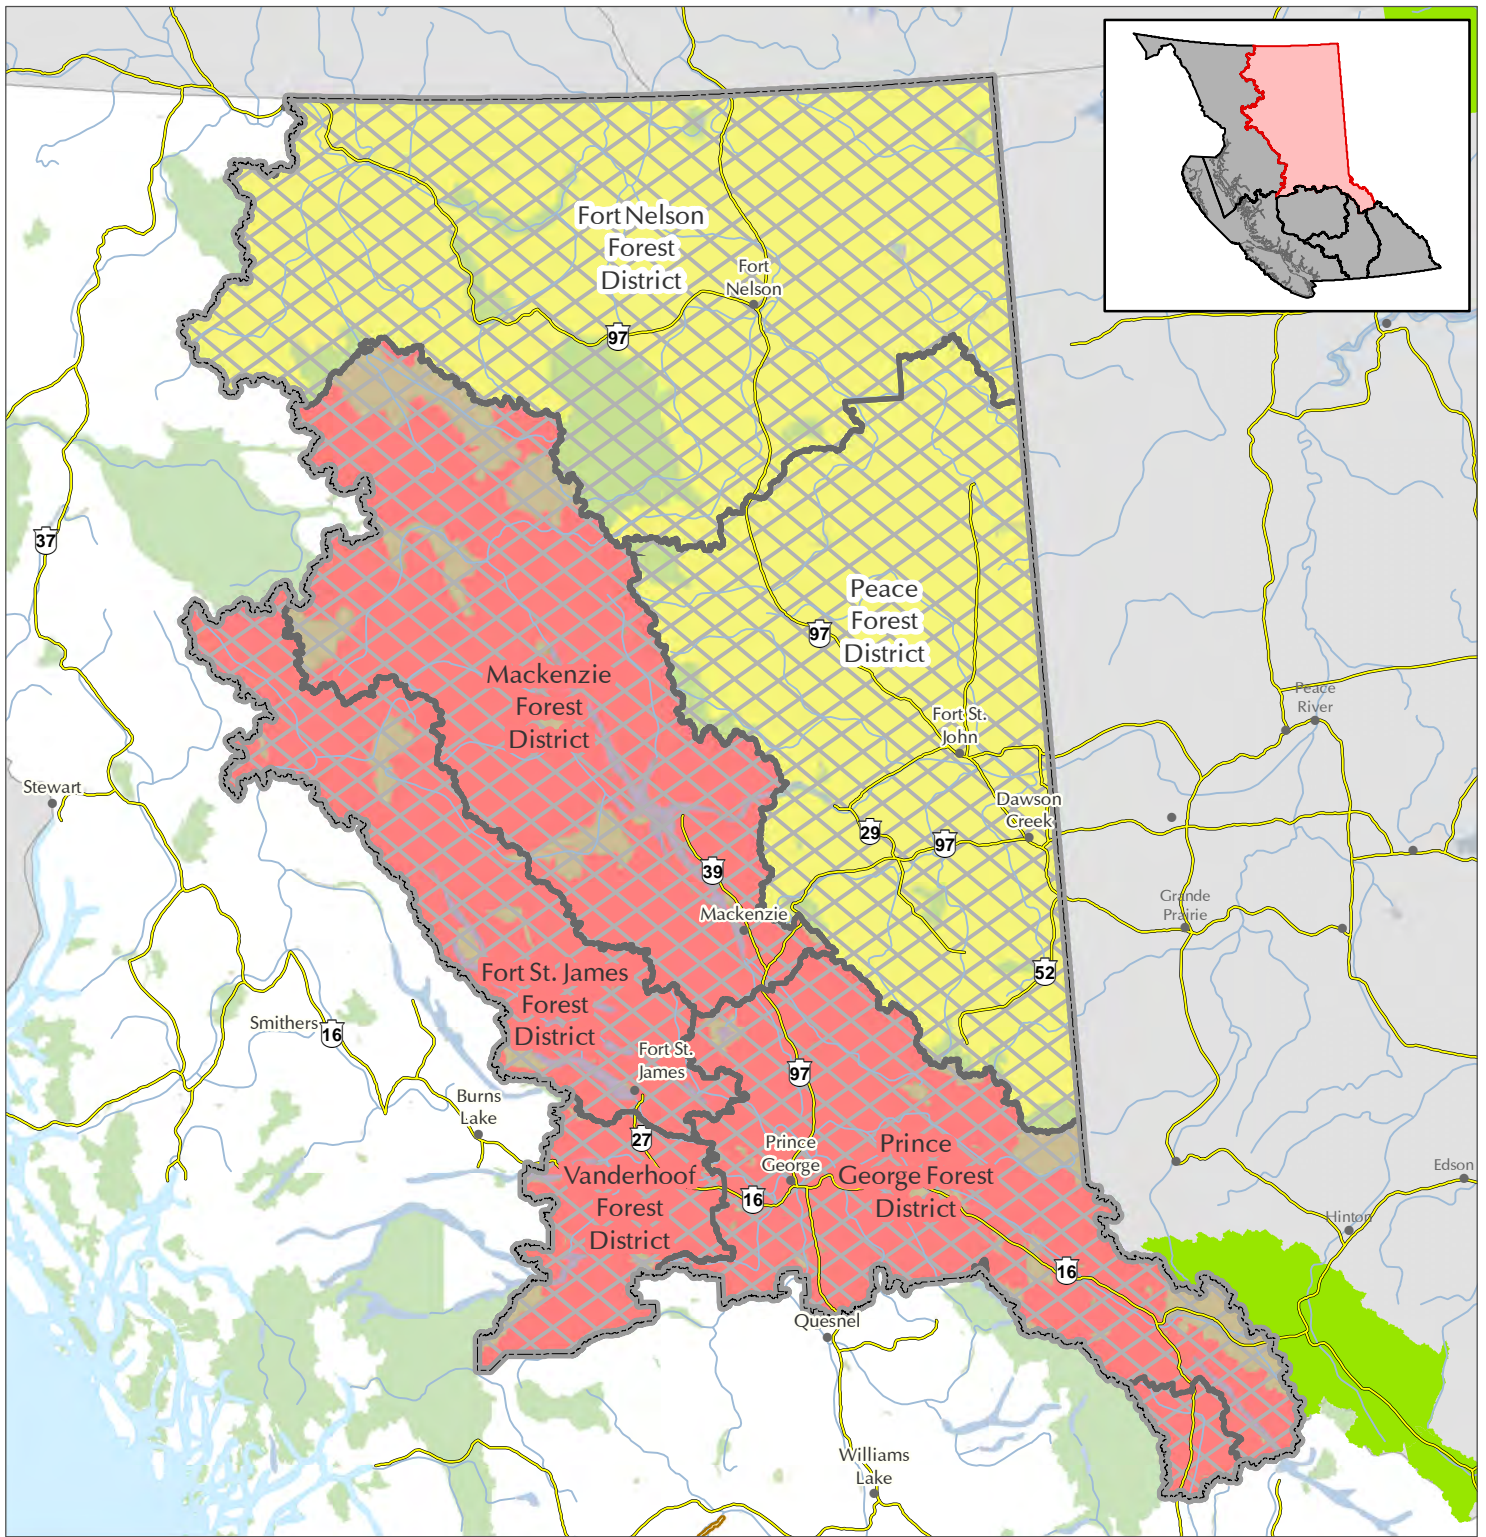 Fort Nelson
Forest
District
Fort
Nelson
97
37
Peace
Forest
District
97
Mackenzie
Forest
District
Peace
River
Fort St.
John
Stewart
Dawson
Creek
29
97
39
Mackenzie
Grande
Prairie
52
Fort St. James
Forest
District
Smithers
16
Fort St.
James
97
Burns
Lake
27
Prince
George
Prince
George Forest
District
Vanderhoof
Forest
District
16
Edson
Hinton
16
Quesnel
Williams
Lake